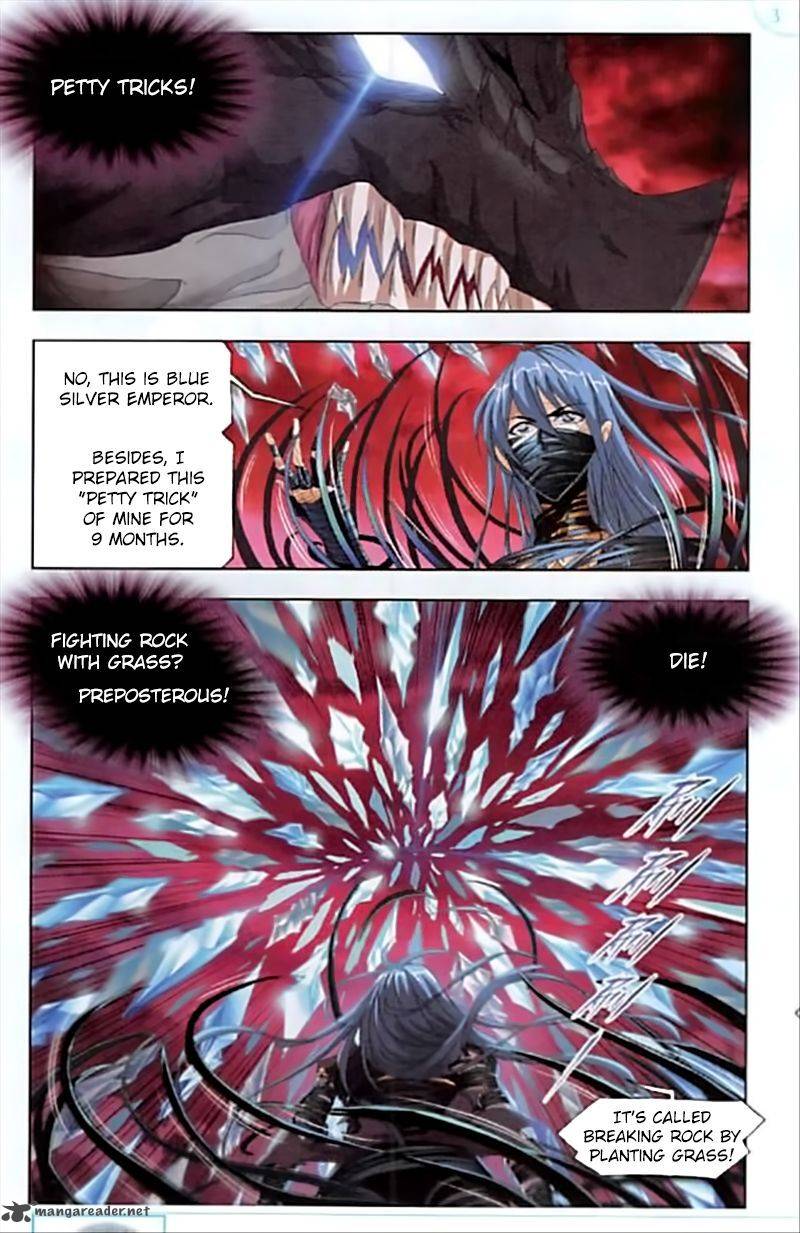 3
PETTY TRICKS!
NO, THIS IS BLUE
SILVER EMPEROR.
BESIDES, I
PREPARED THIS
"PETTY TRICK"
OF MINE FOR
9 MONTHS.
FIGHTING ROCK
WITH GRASS?
PREPOSTEROUS!
DIE!
IT'S CALLED
BREAKING ROCK BY
PLANTING GRASS!
mangareader.net